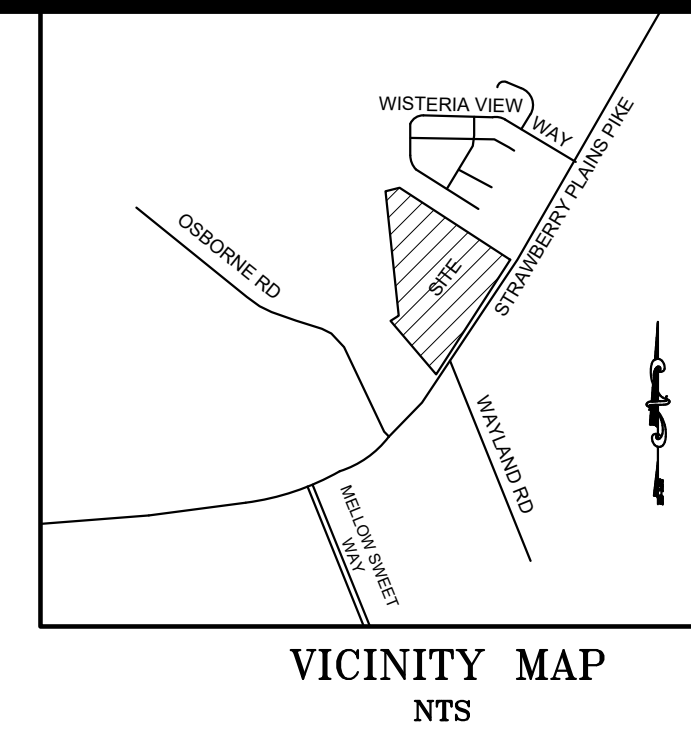 WISTERIA VIEW
WAY
STRAWBERRY PLAINS PIKE
OSBORNE RD
SITE
WAYLAND RD
MELLOW SWEET
WAY
VICINITY MAP
NTS